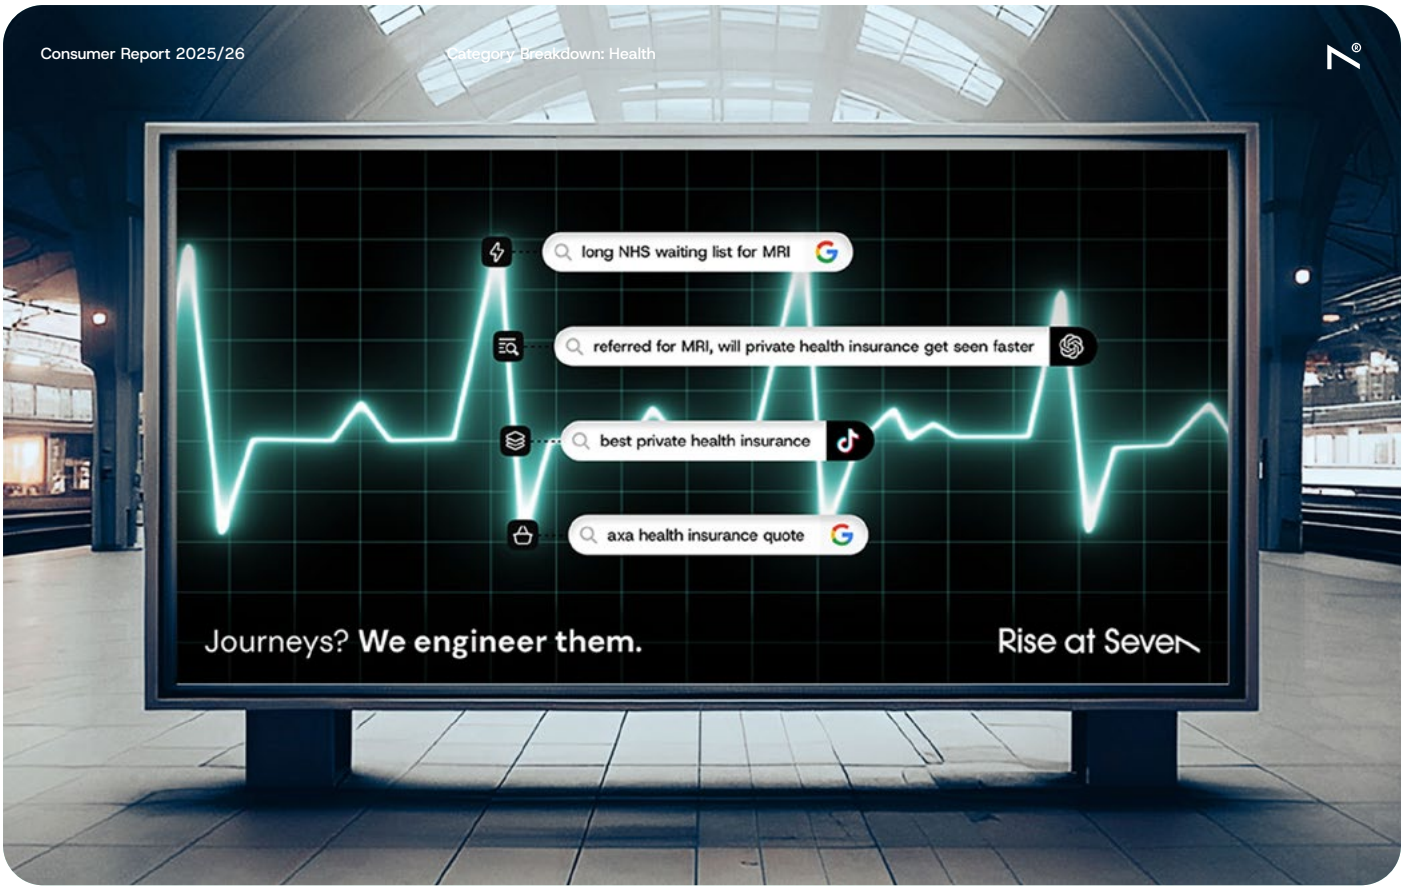 Consumer Report 2025/26
Category Breakdown: Health
long NHS waiting list for MRI
referred for MRI, will private health insurance get seen faster
best private health insurance
axa health insurance quote
Journeys? We engineer them.
Rise at Seven